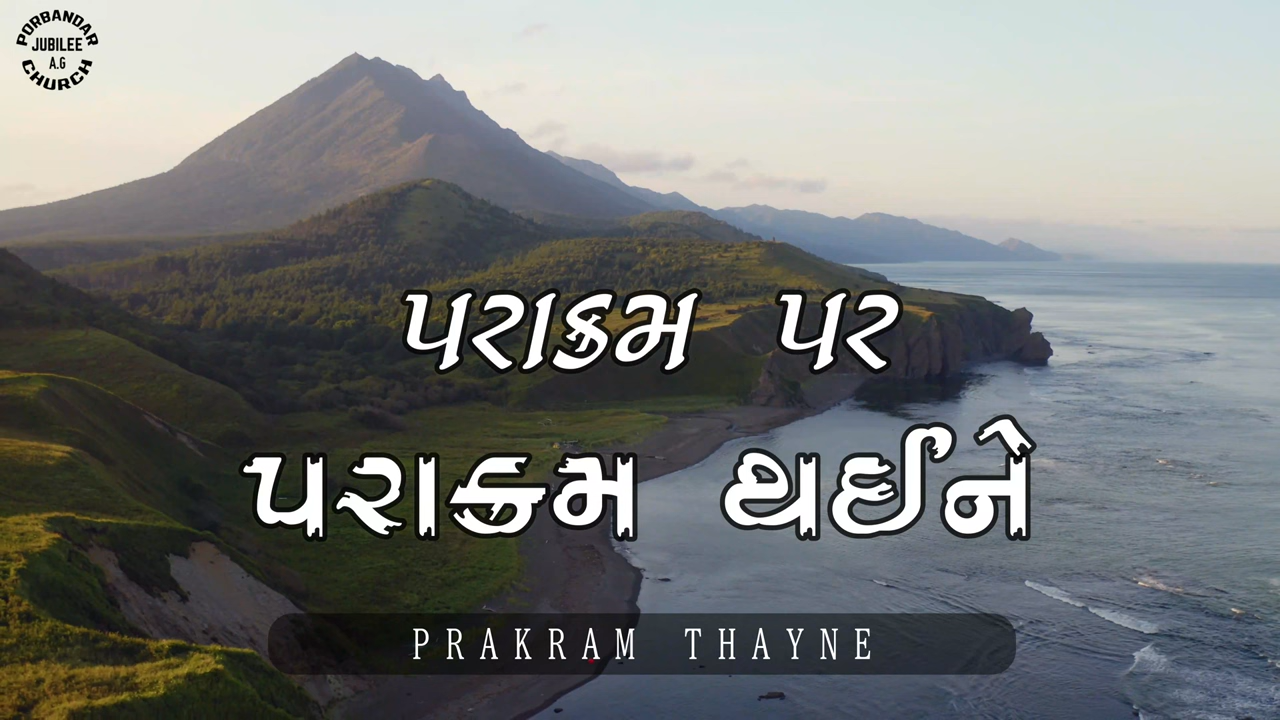 PORBANDAR
JUBILEE
A.G
CHURCH
પરાક્રમ પર
પરાક્રમ થઈને
PRAKRAM THAYNE